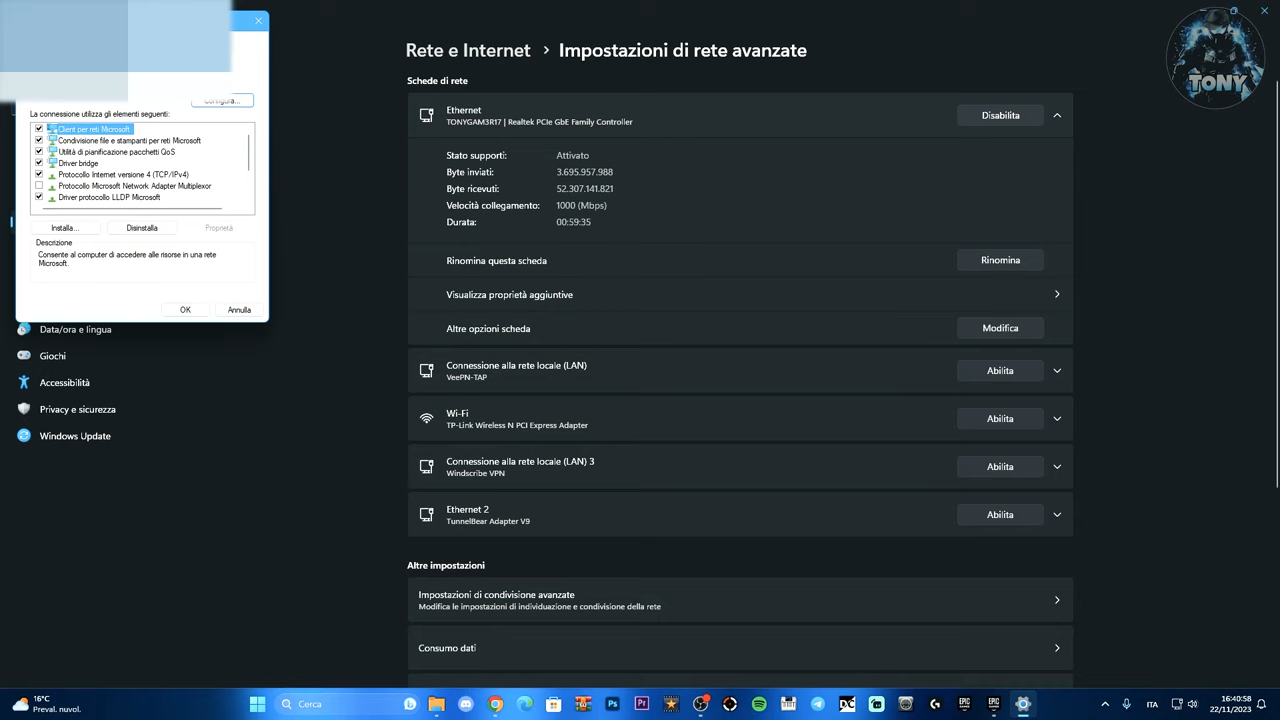 Configura...
La connessione utilizza gli elementi seguenti:
Client per reti Microsoft
Condivisione file e stampanti per reti Microsoft
Utilità di pianificazione pacchetti QoS
Driver bridge
Protocollo Internet versione 4 (TCP/IPv4)
Protocollo Microsoft Network Adapter Multiplexor
Driver protocollo LLDP Microsoft
Installa...
Disinstalla
Proprietà
Descrizione
Consente al computer di accedere alle risorse in una rete
Microsoft.
OK
Annulla
Data/ora e lingua
Giochi
Accessibilità
Privacy e sicurezza
Windows Update
Rete e Internet > Impostazioni di rete avanzate
TONY
Schede di rete
Ethernet
TONYGAM3R17 | Realtek PCIe GbE Family Controller
Disabilita
Stato supporti: Attivato
Byte inviati: 3.695.957.988
Byte ricevuti: 52.307.141.821
Velocità collegamento: 1000 (Mbps)
Durata: 00:59:35
Rinomina questa scheda
Rinomina
Visualizza proprietà aggiuntive
Altre opzioni scheda
Modifica
Connessione alla rete locale (LAN)
VeePN-TAP
Abilita
Wi-Fi
TP-Link Wireless N PCI Express Adapter
Abilita
Connessione alla rete locale (LAN) 3
Windscribe VPN
Abilita
Ethernet 2
TunnelBear Adapter V9
Abilita
Altre impostazioni
Impostazioni di condivisione avanzate
Modifica le impostazioni di individuazione e condivisione della rete
Consumo dati
16°C
Preval. nuvol.
Cerca
Ps
Pr
ITA
16:40:58
22/11/2023